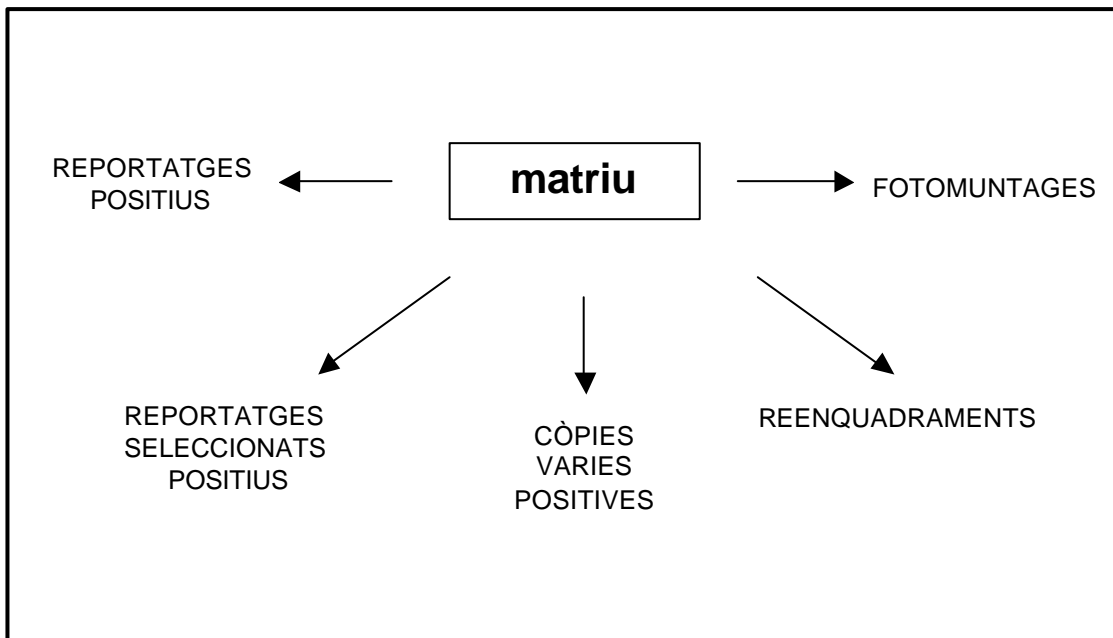 REPORTATGES
POSITIUS
matriu
FOTOMUNTAGES
REPORTATGES
SELECCIONATS
POSITIUS
CÒPIES
VARIES
POSITIVES
REENQUADRAMENTS